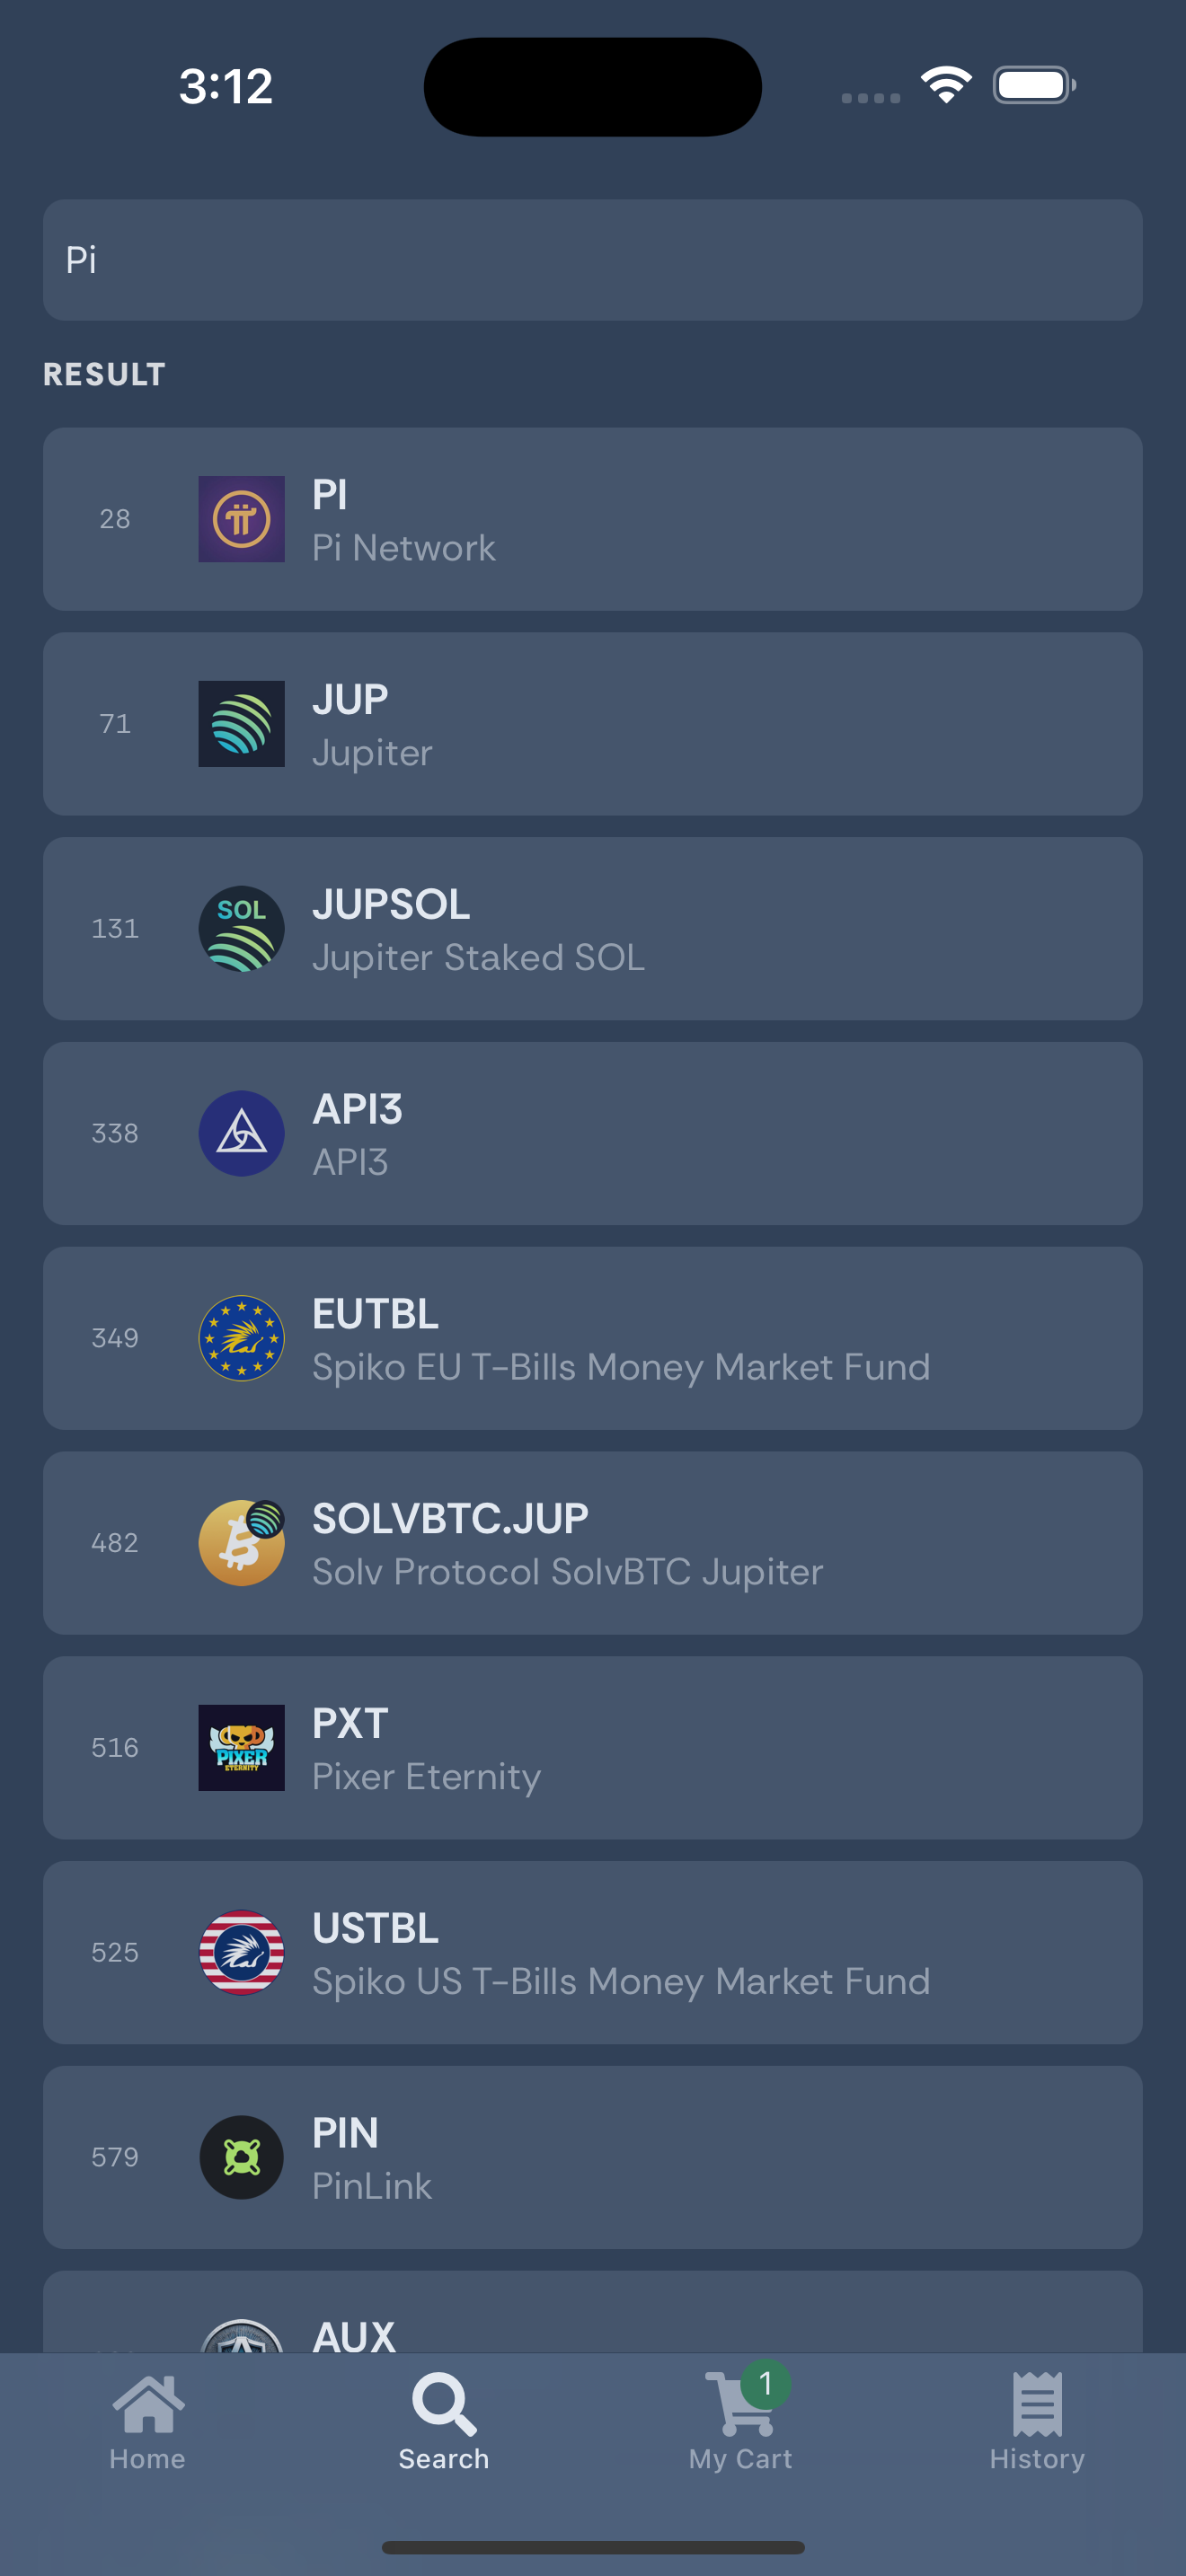 3:12
Pi
RESULT
28
PI
Pi Network
71
JUP
Jupiter
131
SOL
JUPSOL
Jupiter Staked SOL
338
API3
API3
349
EUTBL
Spiko EU T-Bills Money Market Fund
482
SOLVBTC.JUP
Solv Protocol SolvBTC Jupiter
516
PIXER
ETERNITY
PXT
Pixer Eternity
525
USTBL
Spiko US T-Bills Money Market Fund
579
PIN
PinLink
AUX
1
Home
Search
My Cart
History